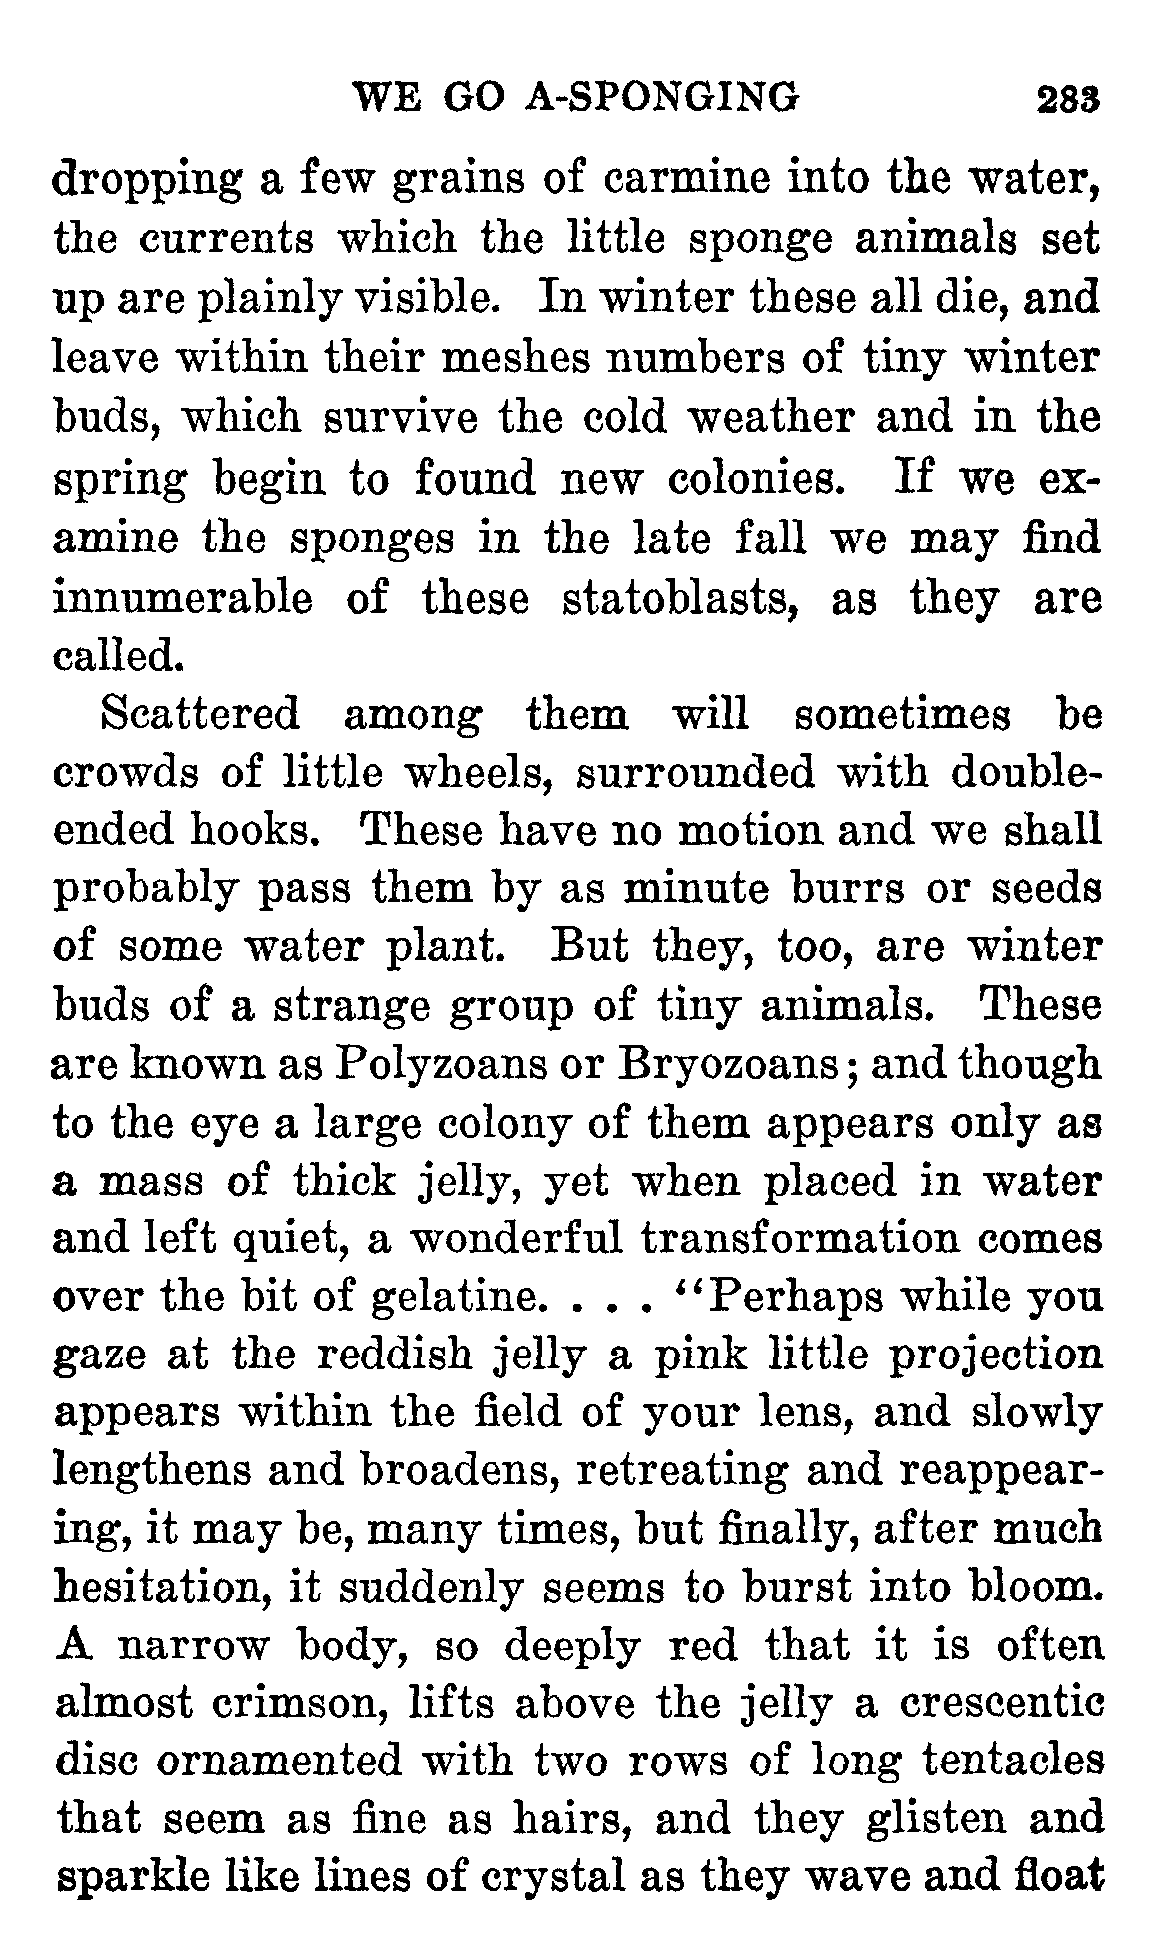 WE GO A-SPONGING 283
dropping a few grains of carmine into the water,
the currents which the little sponge animals set
up are plainly visible. In winter these all die, and
leave within their meshes numbers of tiny winter
buds, which survive the cold weather and in the
spring begin to found new colonies. If we ex-
amine the sponges in the late fall we may find
innumerable of these statoblasts, as they are
called.
Scattered among them will sometimes be
crowds of little wheels, surrounded with double-
ended hooks. These have no motion and we shall
probably pass them by as minute burrs or seeds
of some water plant. But they, too, are winter
buds of a strange group of tiny animals. These
are known as Polyzoans or Bryozoans; and though
to the eye a large colony of them appears only as
a mass of thick jelly, yet when placed in water
and left quiet, a wonderful transformation comes
over the bit of gelatine. . . . "Perhaps while you
gaze at the reddish jelly a pink little projection
appears within the field of your lens, and slowly
lengthens and broadens, retreating and reappear-
ing, it may be, many times, but finally, after much
hesitation, it suddenly seems to burst into bloom.
A narrow body, so deeply red that it is often
almost crimson, lifts above the jelly a crescentic
disc ornamented with two rows of long tentacles
that seem as fine as hairs, and they glisten and
sparkle like lines of crystal as they wave and float